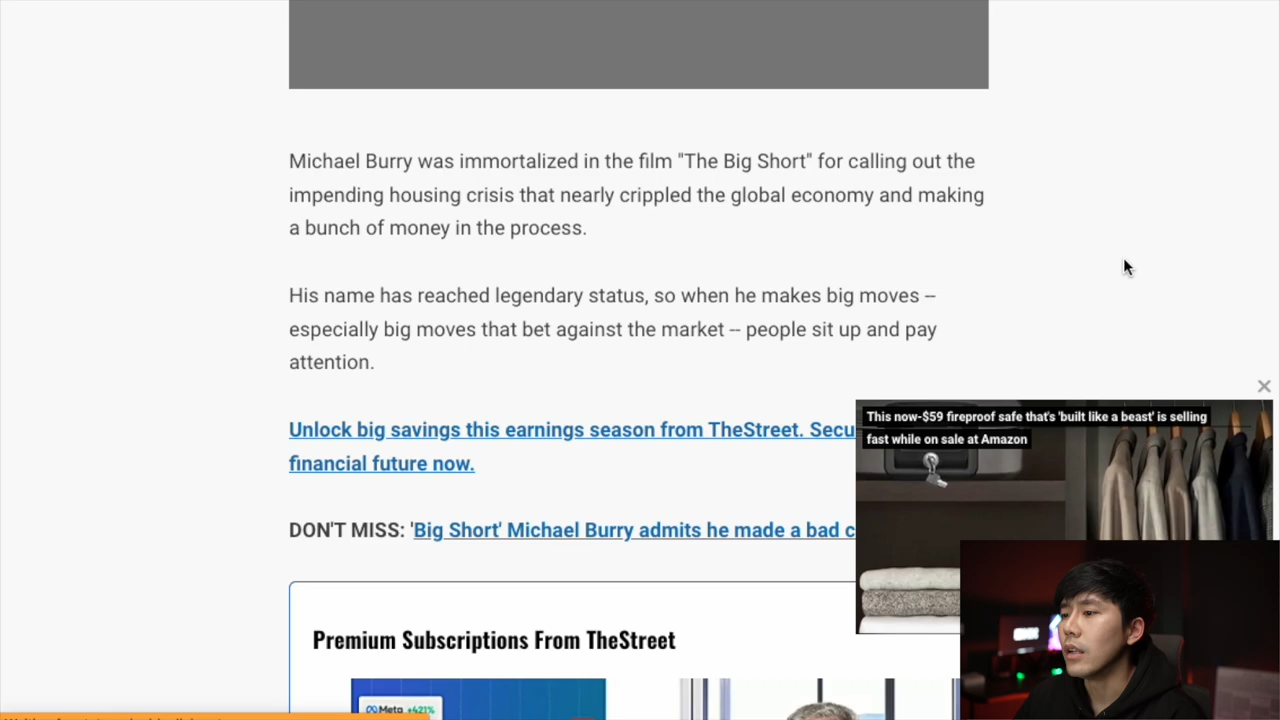 Michael Burry was immortalized in the film "The Big Short" for calling out the
impending housing crisis that nearly crippled the global economy and making
a bunch of money in the process.
His name has reached legendary status, so when he makes big moves --
especially big moves that bet against the market -- people sit up and pay
attention.
Unlock big savings this earnings season from TheStreet. Secu
financial future now.
This now-$59 fireproof safe that's 'built like a beast' is selling
fast while on sale at Amazon
DON'T MISS: 'Big Short' Michael Burry admits he made a bad c
Premium Subscriptions From TheStreet
Meta +421%